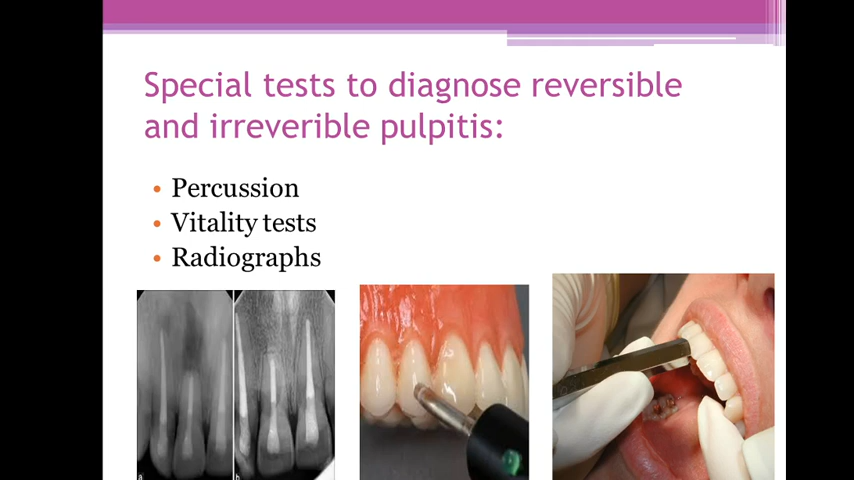 Special tests to diagnose reversible
and irreverible pulpitis:
• Percussion
• Vitality tests
• Radiographs
a
b